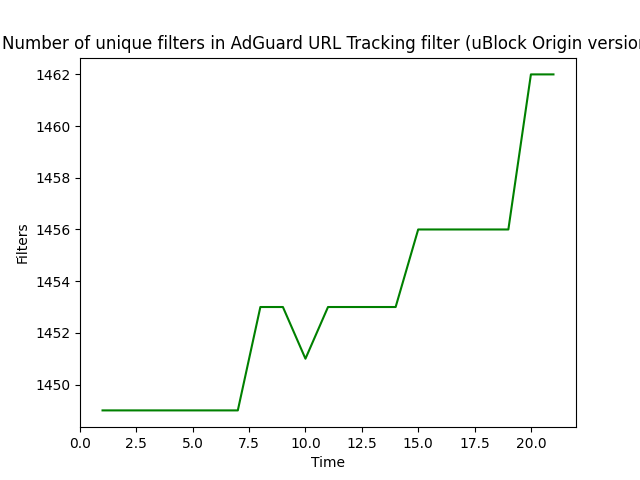 Number of unique filters in AdGuard URL Tracking filter (uBlock Origin version
1462
1460
1458
1456
1454
1452
1450
Filters
0.0 2.5 5.0 7.5 10.0 12.5 15.0 17.5 20.0
Time